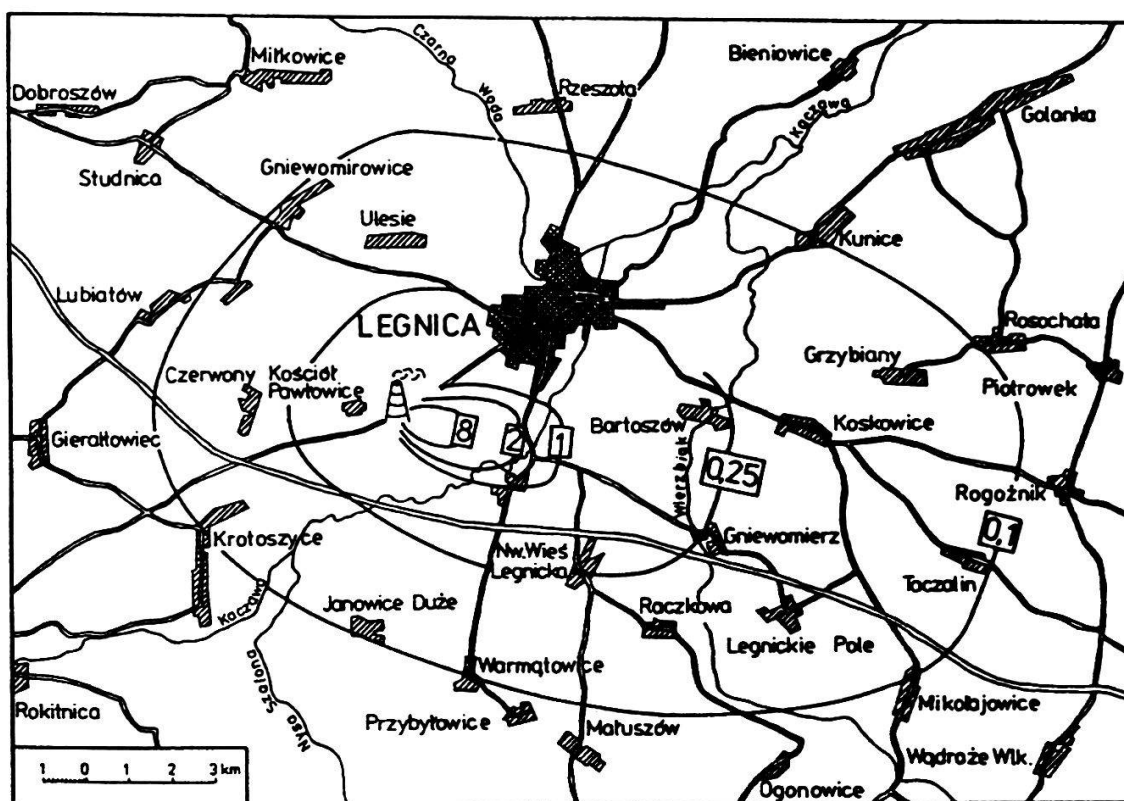 Miłkowice
Czarna
Woda
Bieniowice
Dobroszów
Rzeszota
Kaczawa
Golanka
Studnica
Gniewomirowice
Ulesie
Kunice
Lubiatów
LEGNICA
Rosochata
Grzybiany
Piotrowek
Czerwony Kościół
Pawłowice
Gierałtowiec
8
2
1
Bartoszów
Koskowice
Wierzbiak
0,25
Rogoźnik
Krotoszyce
Gniewomierz
0,1
Nw. Wieś
Legnicka
Taczalin
Kaczawa
Janowice Duże
Raczkowa
Legnickie Pole
Nysa Szalona
Warmątowice
Rokitnica
Przybyłowice
Mikołajowice
Matuszów
Wądroże Wlk.
1 0 1 2 3 km
Ogonowice